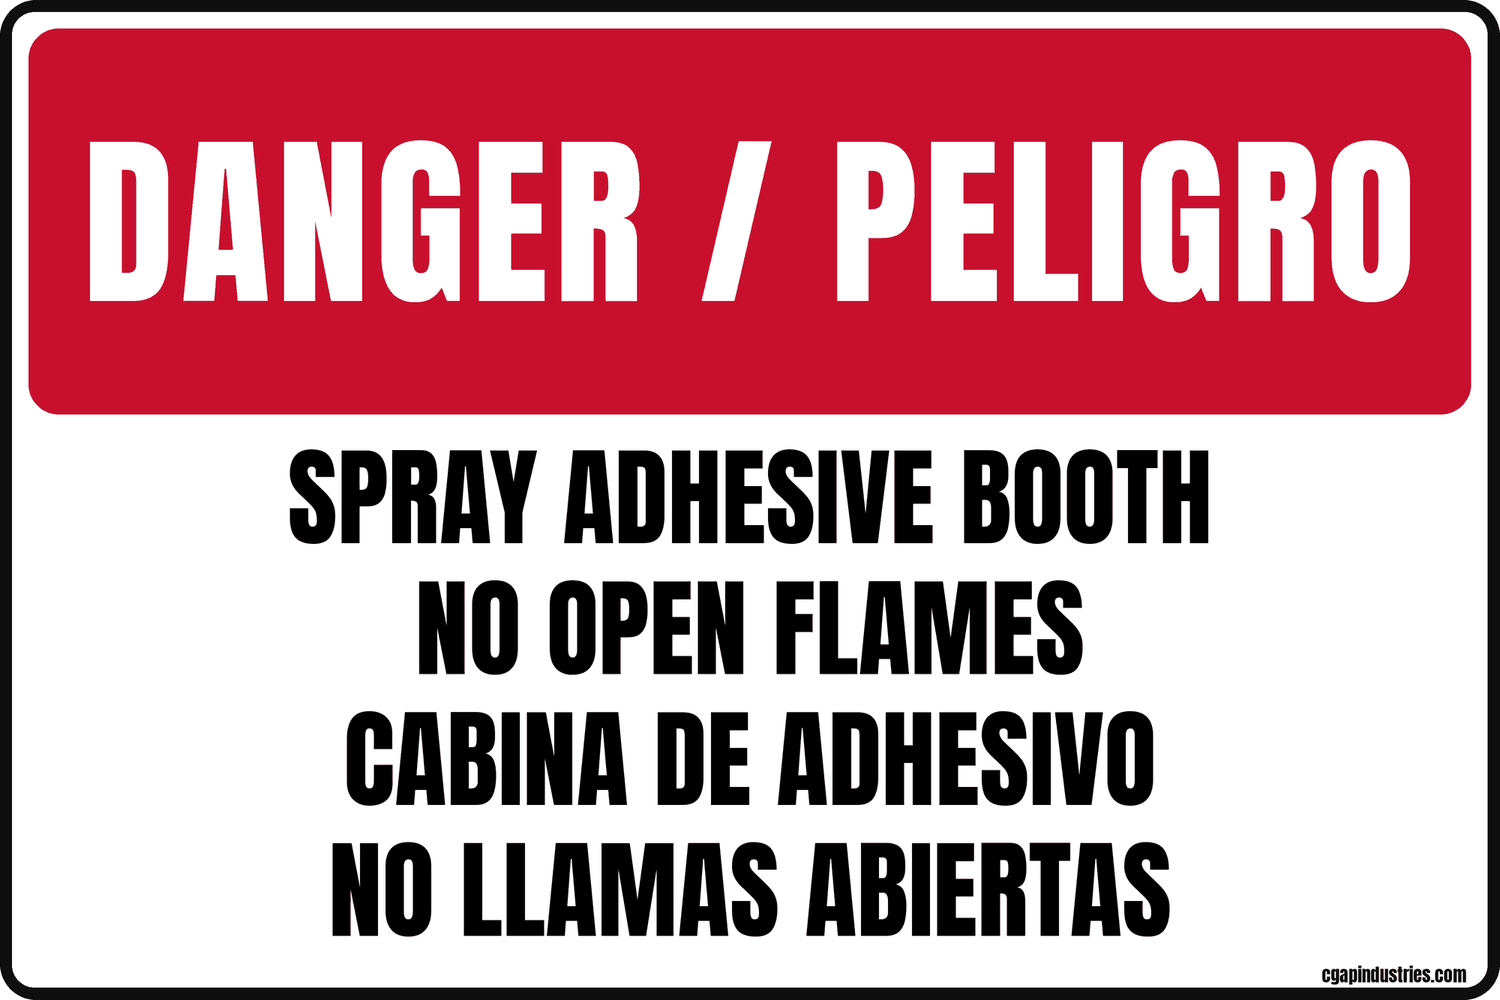 DANGER / PELIGRO
SPRAY ADHESIVE BOOTH
NO OPEN FLAMES
CABINA DE ADHESIVO
NO LLAMAS ABIERTAS
cgapindustries.com